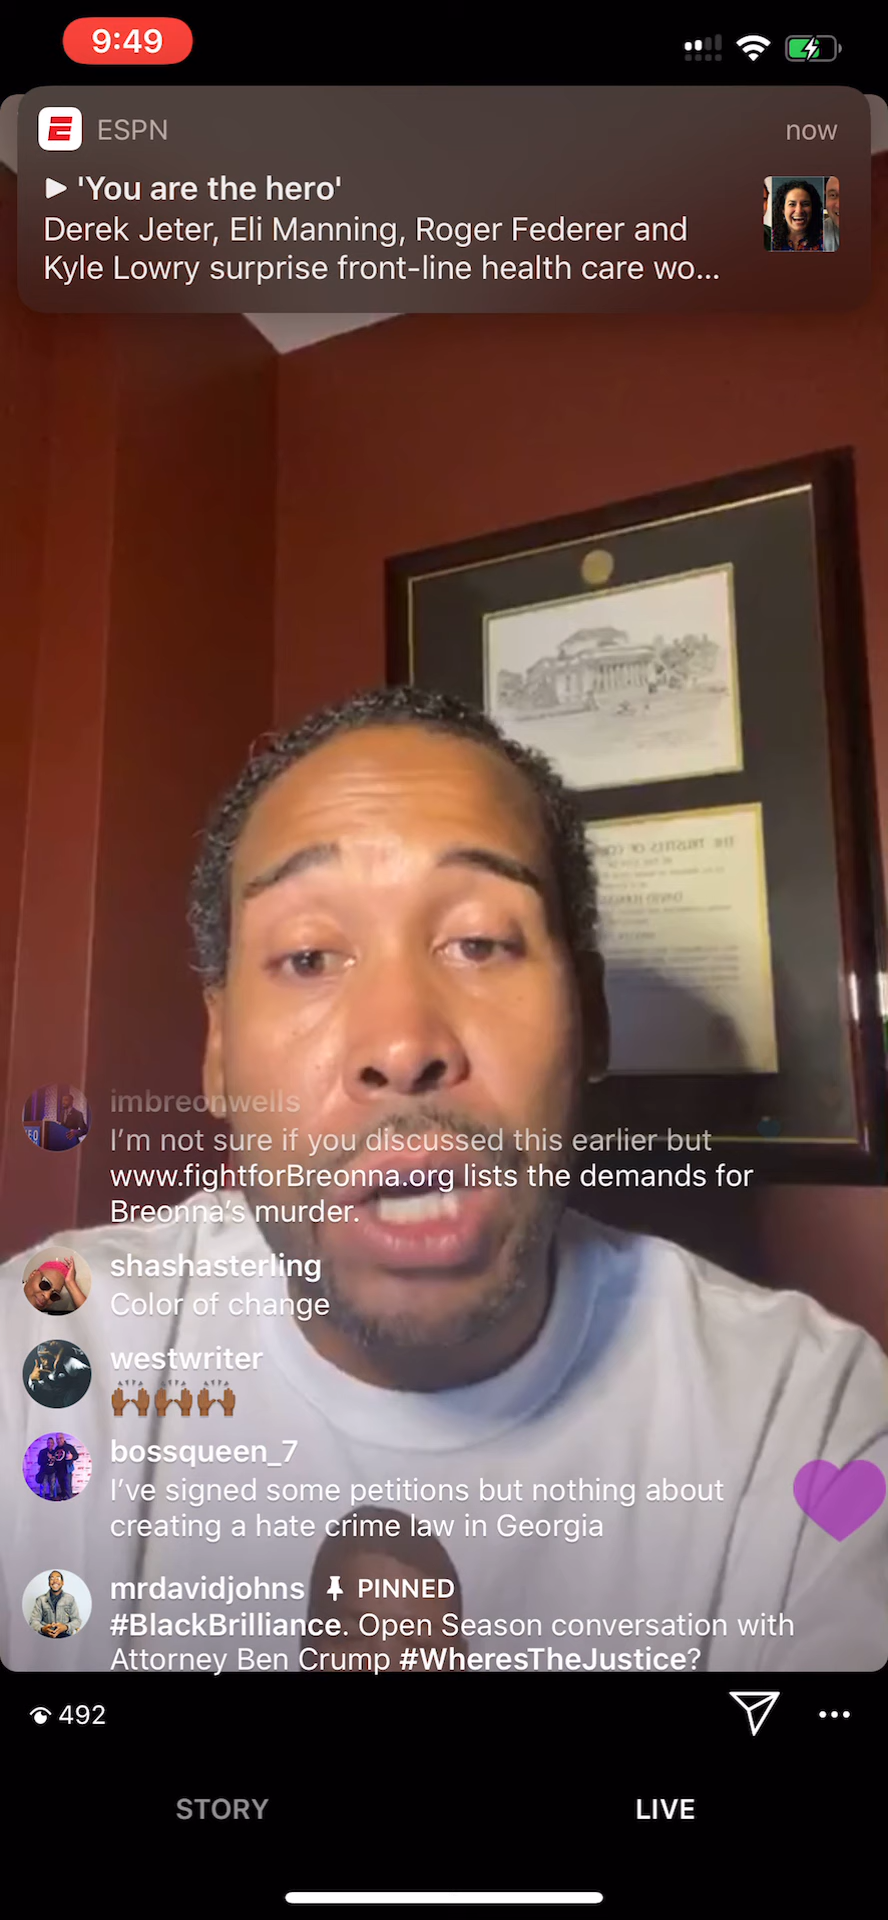 9:49
ESPN
now
'You are the hero'
Derek Jeter, Eli Manning, Roger Federer and
Kyle Lowry surprise front-line health care wo...
THE TRUSTEES OF
imbreonwells
I'm not sure if you discussed this earlier but
www.fightforBreonna.org lists the demands for
Breonna's murder.
shashasterling
Color of change
westwriter
🙌🏾🙌🏾🙌🏾
bossqueen_7
I've signed some petitions but nothing about
creating a hate crime law in Georgia
mrdavidjohns PINNED
#BlackBrilliance. Open Season conversation with
Attorney Ben Crump #WheresTheJustice?
492
STORY
LIVE